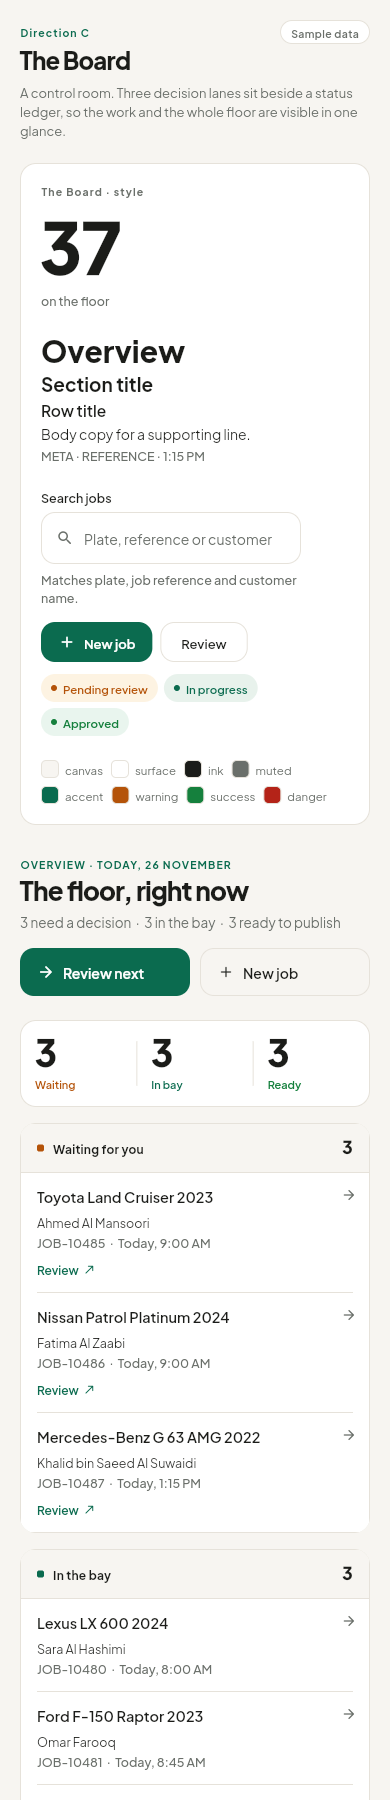 Direction C
Sample data
The Board
A control room. Three decision lanes sit beside a status
ledger, so the work and the whole floor are visible in one
glance.
The Board · style
37
on the floor
Overview
Section title
Row title
Body copy for a supporting line.
META · REFERENCE · 1:15 PM
Search jobs
Plate, reference or customer
Matches plate, job reference and customer
name.
New job
Review
Pending review
In progress
Approved
canvas
surface
ink
muted
accent
warning
success
danger
OVERVIEW · TODAY, 26 NOVEMBER
The floor, right now
3 need a decision · 3 in the bay · 3 ready to publish
Review next
New job
3
Waiting
3
In bay
3
Ready
Waiting for you
3
Toyota Land Cruiser 2023
Ahmed Al Mansoori
JOB-10485 · Today, 9:00 AM
Review
Nissan Patrol Platinum 2024
Fatima Al Zaabi
JOB-10486 · Today, 9:00 AM
Review
Mercedes-Benz G 63 AMG 2022
Khalid bin Saeed Al Suwaidi
JOB-10487 · Today, 1:15 PM
Review
In the bay
3
Lexus LX 600 2024
Sara Al Hashimi
JOB-10480 · Today, 8:00 AM
Ford F-150 Raptor 2023
Omar Farooq
JOB-10481 · Today, 8:45 AM